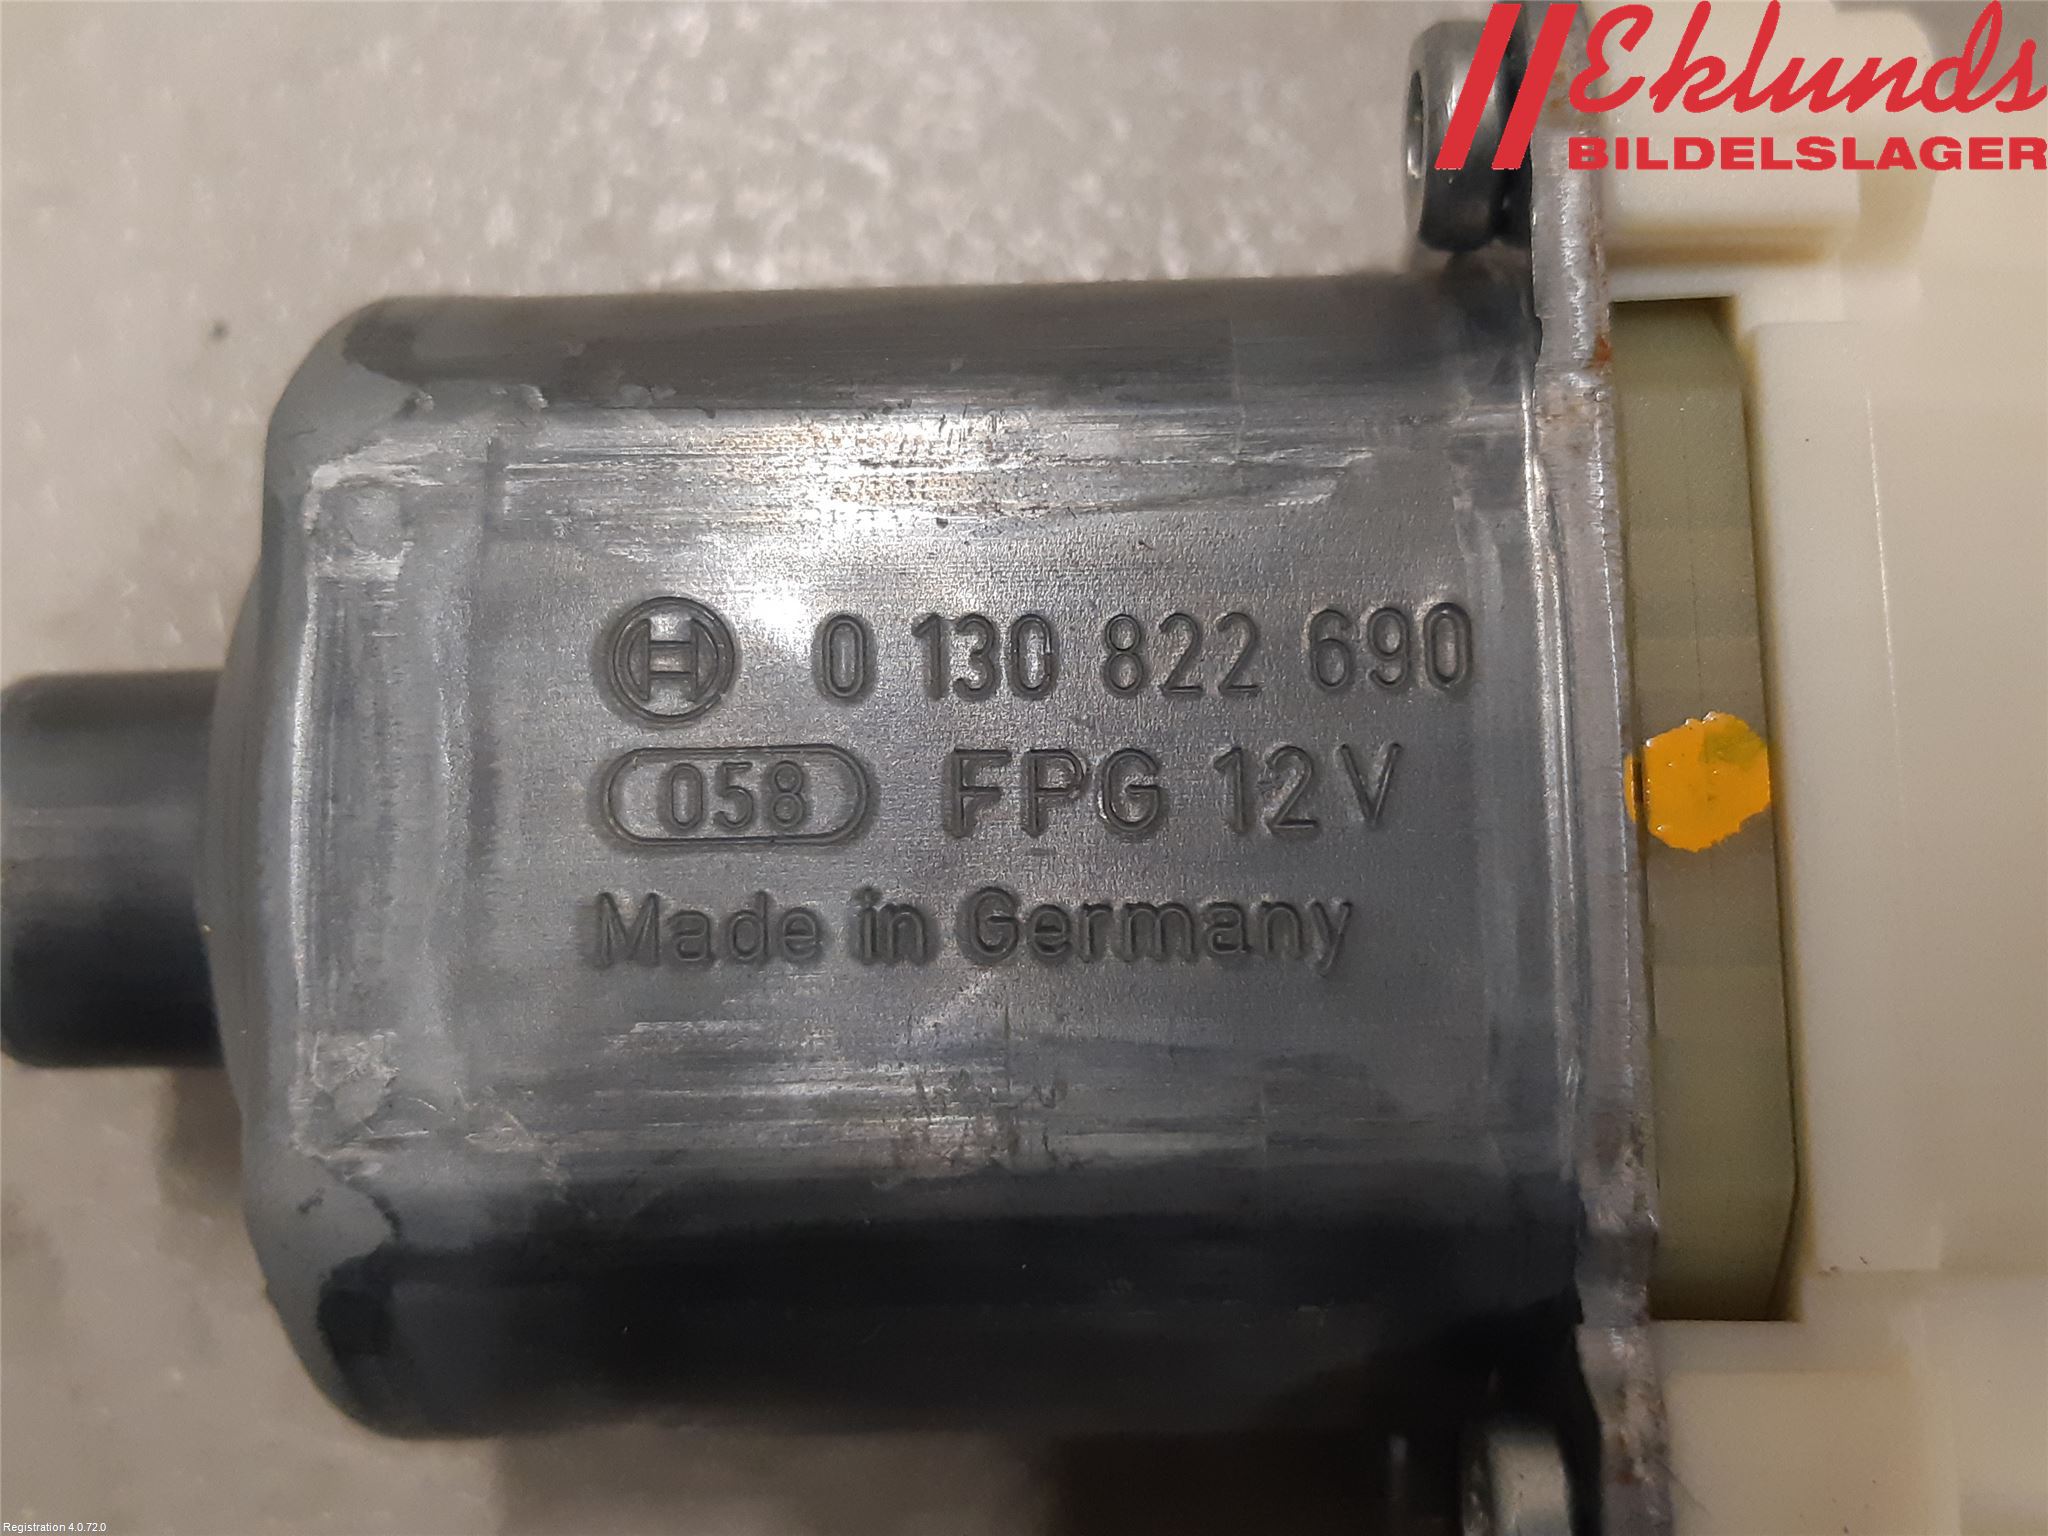 Eklunds
BILDELSLAGER
0 130 822 690
058 FPG 12V
Made in Germany
Registration 4.0.72.0